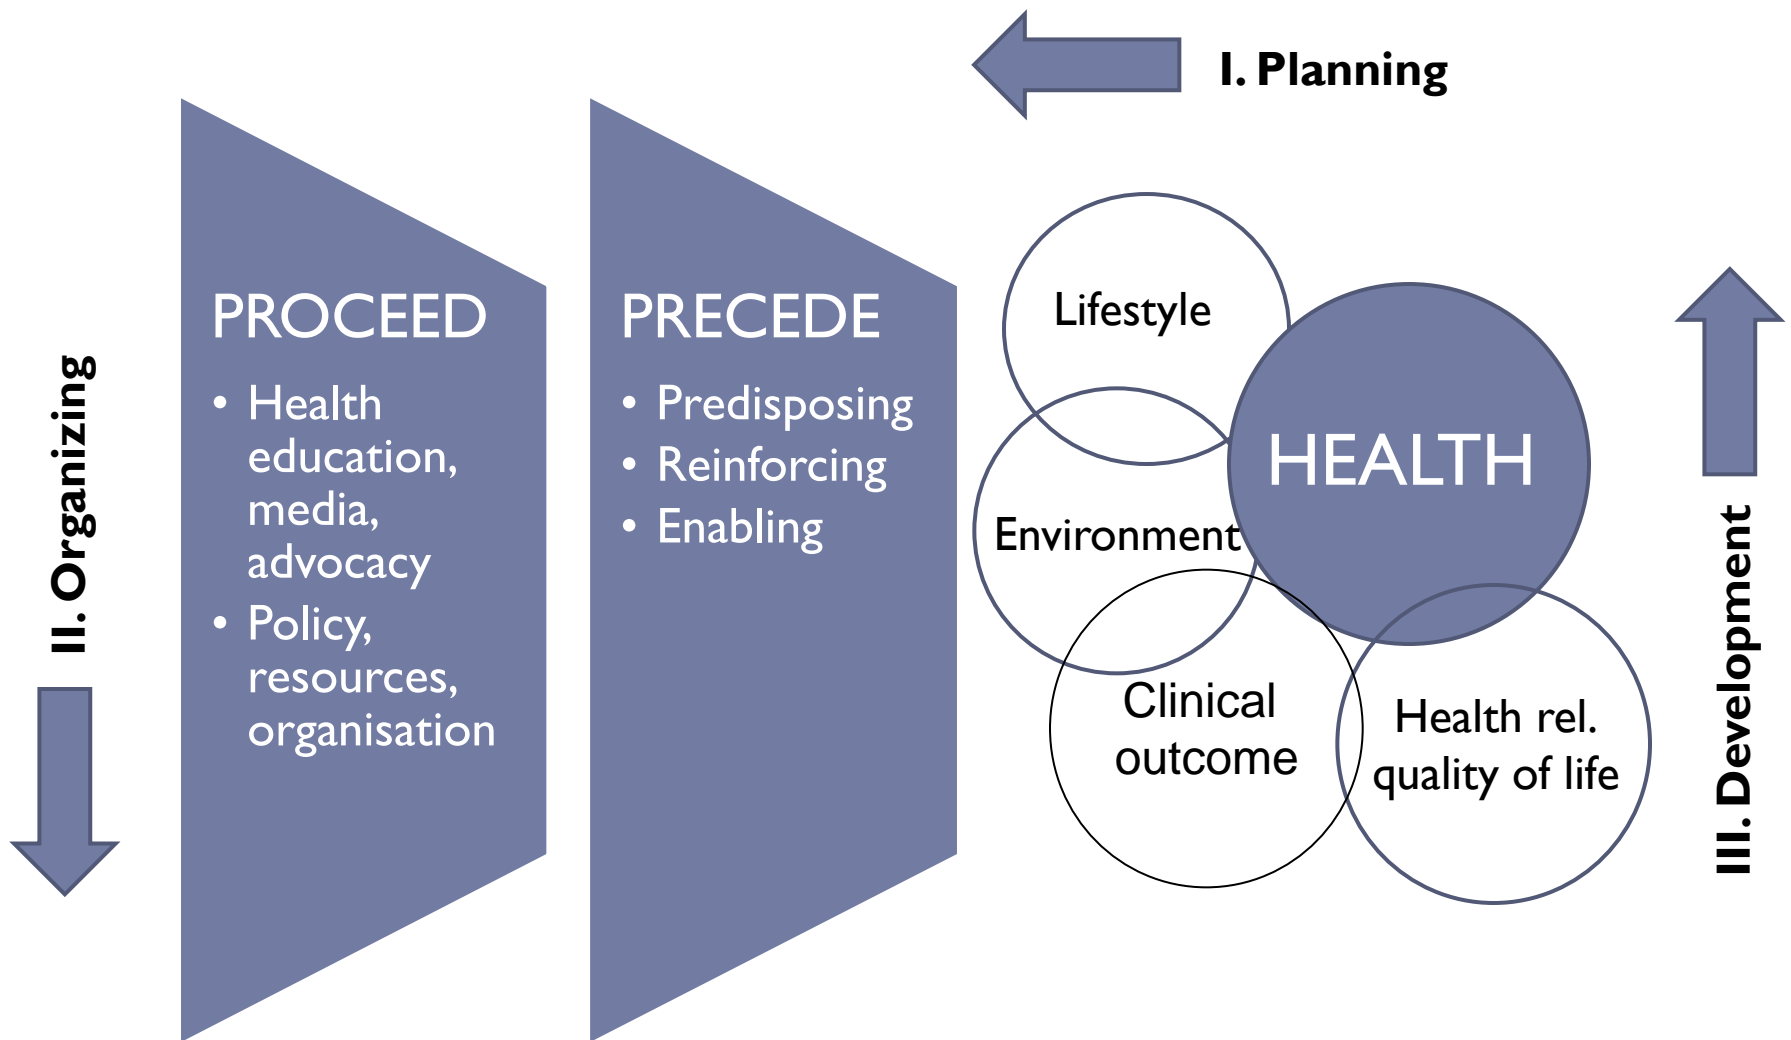 I. Planning
II. Organizing
PROCEED
• Health
education,
media,
advocacy
• Policy,
resources,
organisation
PRECEDE
• Predisposing
• Reinforcing
• Enabling
Lifestyle
Environment
HEALTH
Clinical
outcome
Health rel.
quality of life
III. Development